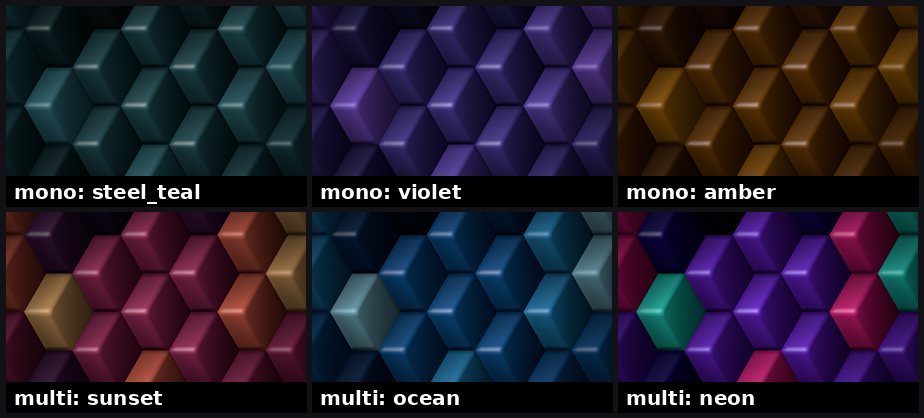 mono: steel_teal
mono: violet
mono: amber
multi: sunset
multi: ocean
multi: neon